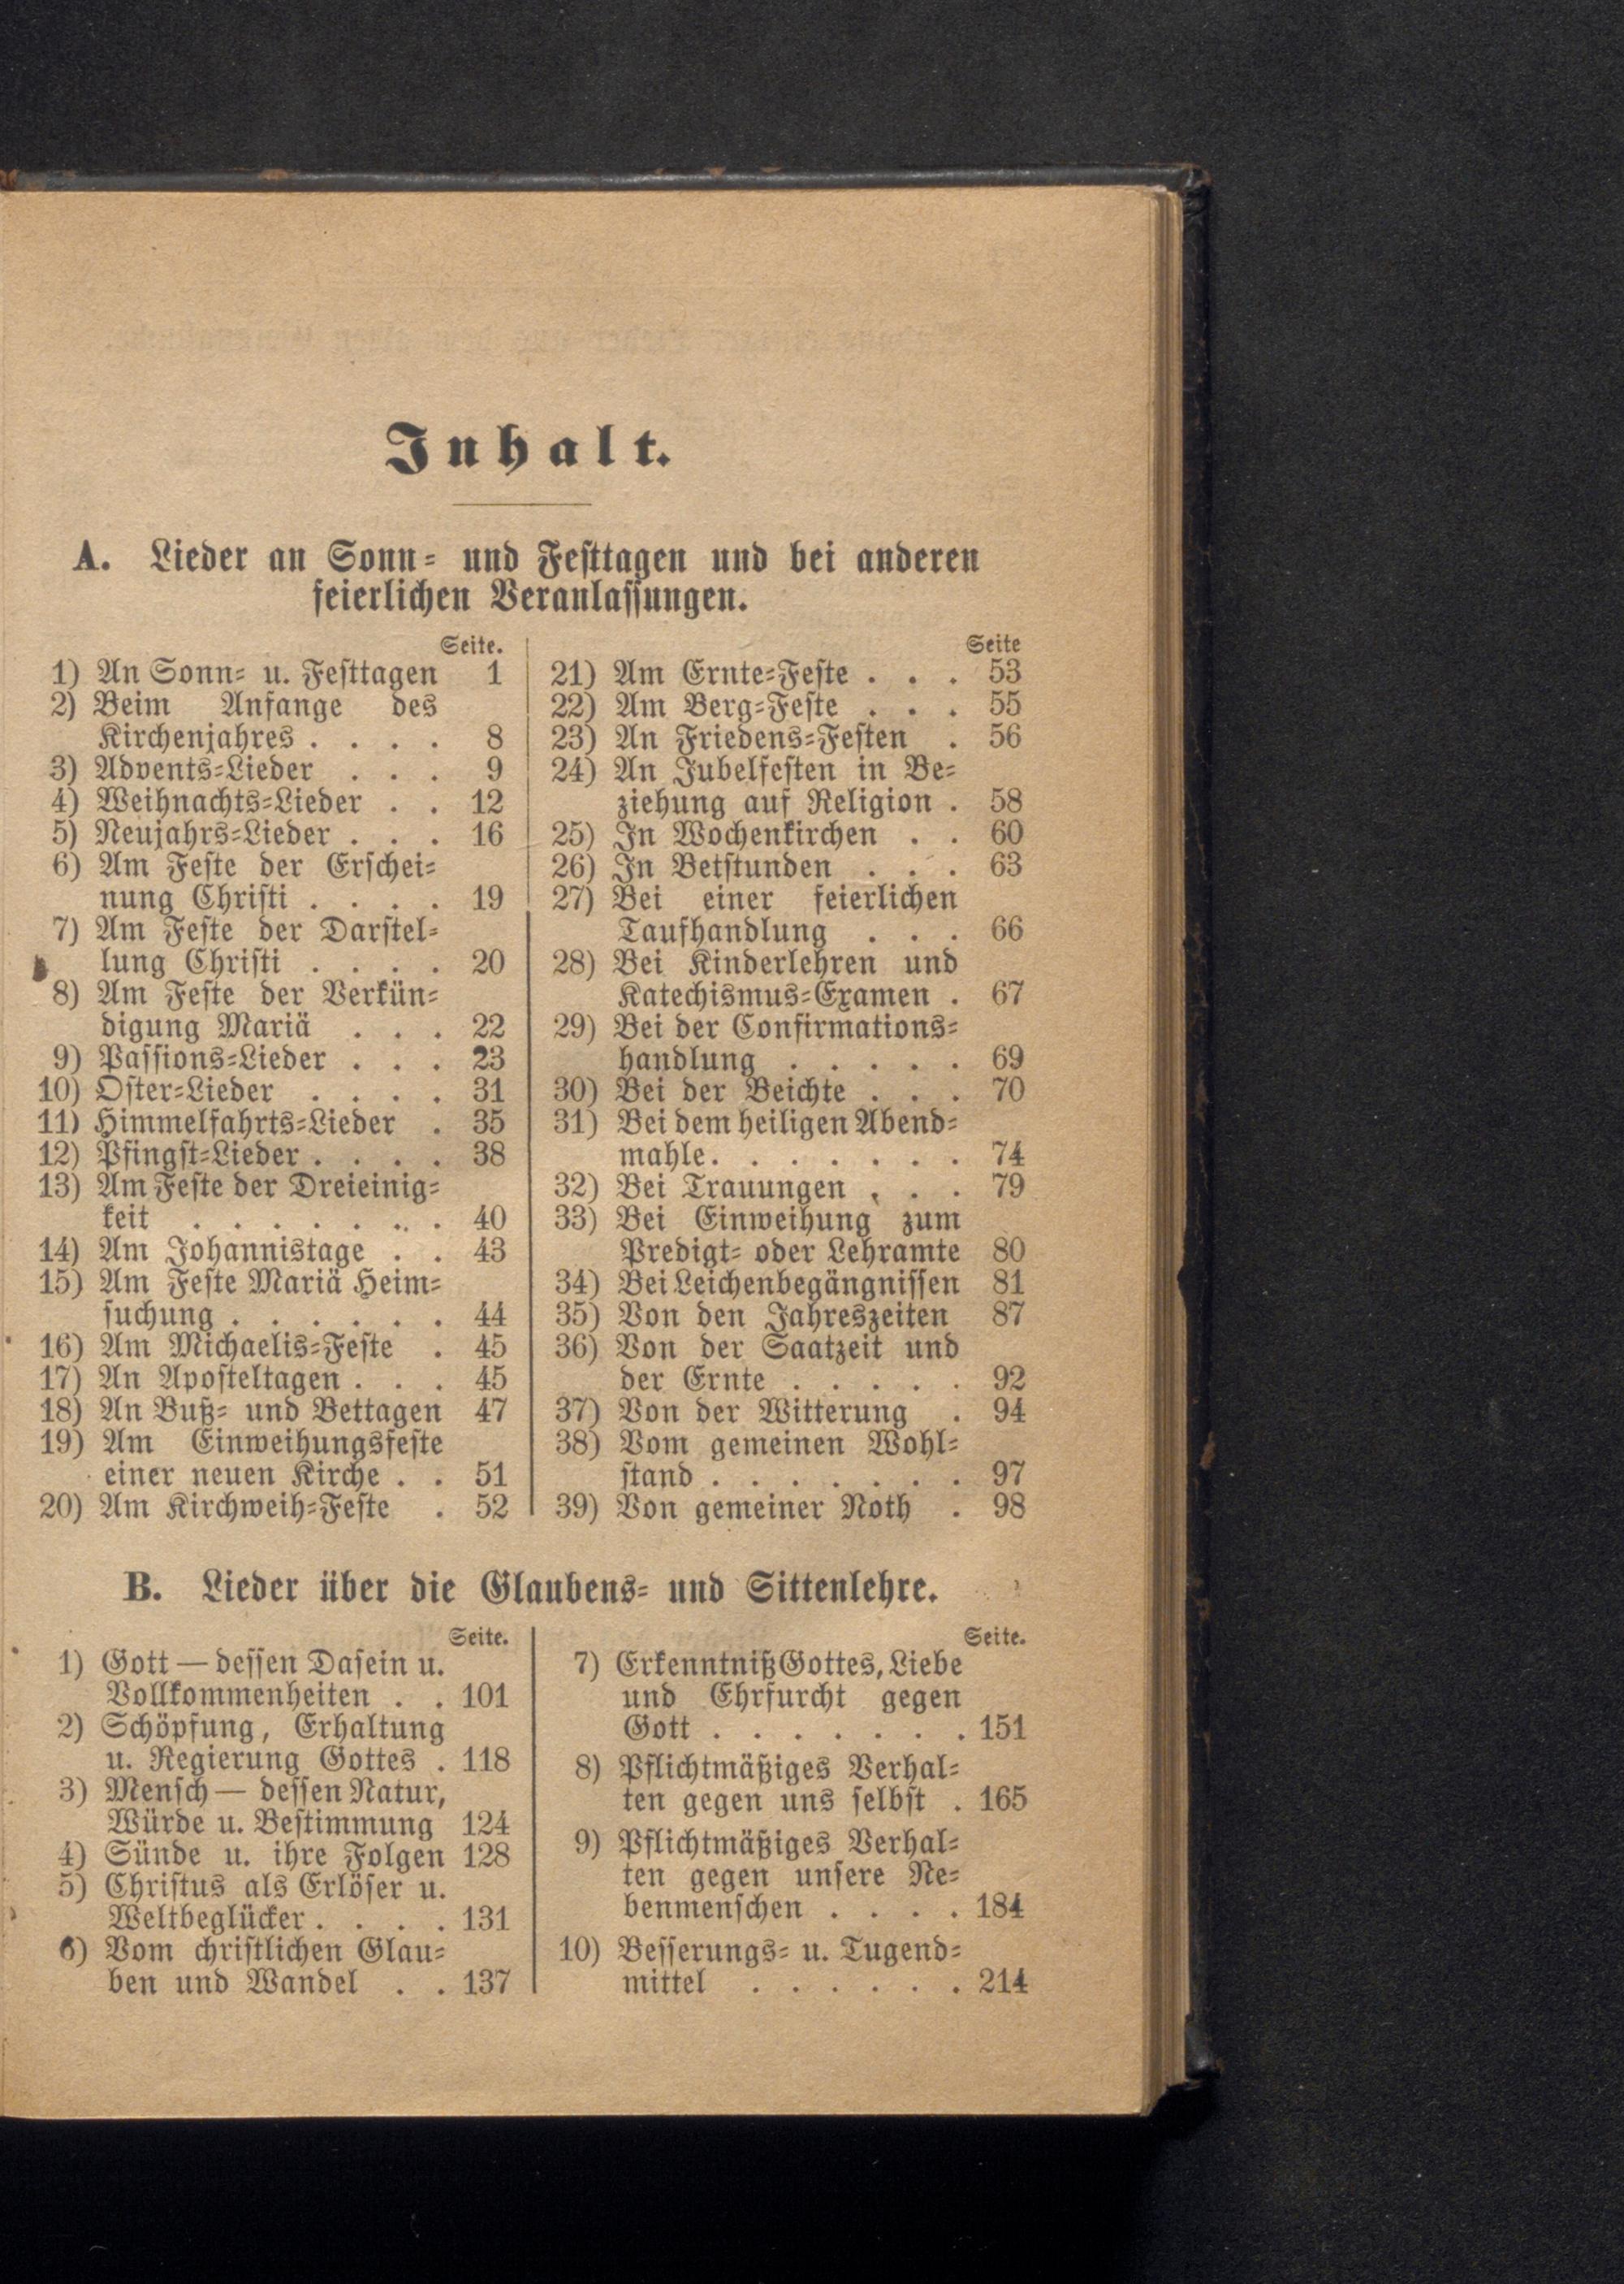 Inhalt.
A. Lieder an Sonn- und Festtagen und bei anderen
feierlichen Veranlassungen.
Seite.
1) An Sonn- u. Festtagen 1
2) Beim Anfange des
Kirchenjahres . . . . 8
3) Advents-Lieder . . . 9
4) Weihnachts-Lieder . . 12
5) Neujahrs-Lieder . . . 16
6) Am Feste der Erschei-
nung Christi . . . . 19
7) Am Feste der Darstel-
lung Christi . . . . 20
8) Am Feste der Verkün-
digung Mariä . . . 22
9) Passions-Lieder . . . 23
10) Oster-Lieder . . . . 31
11) Himmelfahrts-Lieder . 35
12) Pfingst-Lieder . . . . 38
13) Am Feste der Dreieinig-
keit . . . . . . . 40
14) Am Johannistage . . 43
15) Am Feste Mariä Heim-
suchung . . . . . . 44
16) Am Michaelis-Feste . 45
17) An Aposteltagen . . . 45
18) An Buß- und Bettagen 47
19) Am Einweihungsfeste
einer neuen Kirche . . 51
20) Am Kirchweih-Feste . 52
Seite
21) Am Ernte-Feste . . . 53
22) Am Berg-Feste . . . 55
23) An Friedens-Festen . 56
24) An Jubelfesten in Be-
ziehung auf Religion . 58
25) In Wochenkirchen . . 60
26) In Betstunden . . . 63
27) Bei einer feierlichen
Taufhandlung . . . 66
28) Bei Kinderlehren und
Katechismus-Examen . 67
29) Bei der Confirmations-
handlung . . . . . 69
30) Bei der Beichte . . . 70
31) Bei dem heiligen Abend-
mahle . . . . . . . 74
32) Bei Trauungen . . . 79
33) Bei Einweihung zum
Predigt- oder Lehramte 80
34) Bei Leichenbegängnissen 81
35) Von den Jahreszeiten 87
36) Von der Saatzeit und
der Ernte . . . . . 92
37) Von der Witterung . 94
38) Vom gemeinen Wohl-
stand . . . . . . . 97
39) Von gemeiner Noth . 98
B. Lieder über die Glaubens- und Sittenlehre.
Seite.
1) Gott — dessen Dasein u.
Vollkommenheiten . . 101
2) Schöpfung, Erhaltung
u. Regierung Gottes . 118
3) Mensch — dessen Natur,
Würde u. Bestimmung 124
4) Sünde u. ihre Folgen 128
5) Christus als Erlöser u.
Weltbeglücker . . . . 131
6) Vom christlichen Glau-
ben und Wandel . . 137
Seite.
7) Erkenntniß Gottes, Liebe
und Ehrfurcht gegen
Gott . . . . . . . 151
8) Pflichtmäßiges Verhal-
ten gegen uns selbst . 165
9) Pflichtmäßiges Verhal-
ten gegen unsere Ne-
benmenschen . . . . 184
10) Besserungs- u. Tugend-
mittel . . . . . . 214